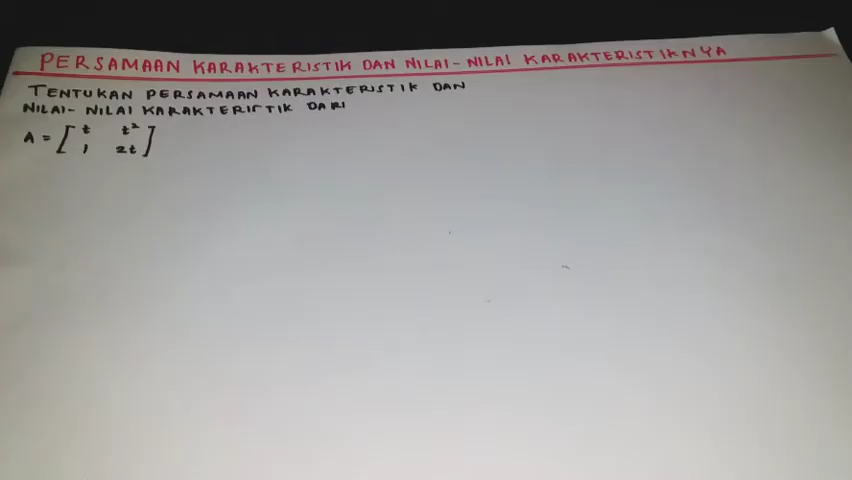 PERSAMAAN KARAKTERISTIK DAN NILAI-NILAI KARAKTERISTIKNYA
TENTUKAN PERSAMAAN KARAKTERISTIK DAN
NILAI-NILAI KARAKTERISTIK DARI
A = [ t t²
1 2t ]